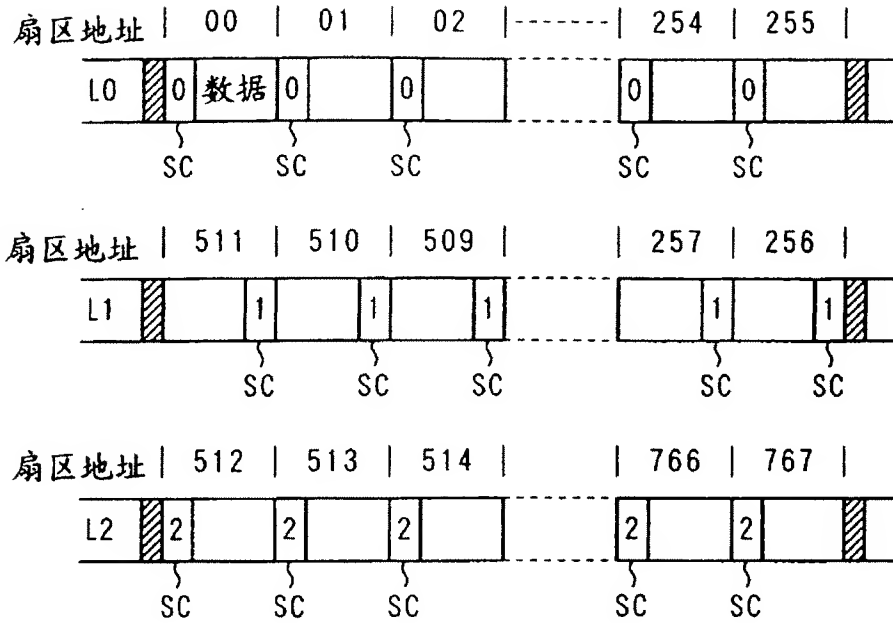 扇区地址 | 00 | 01 | 02 | 254 | 255 |
L0 0 数据 0 0 0 0
SC SC SC SC SC
扇区地址 | 511 | 510 | 509 | 257 | 256 |
L1 1 1 1 1 1
SC SC SC SC SC
扇区地址 | 512 | 513 | 514 | 766 | 767 |
L2 2 2 2 2 2
SC SC SC SC SC